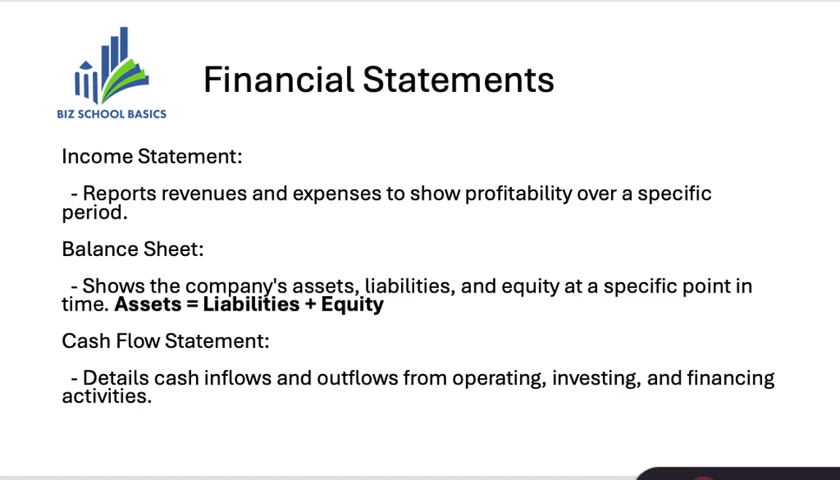 BIZ SCHOOL BASICS
Financial Statements
Income Statement:
- Reports revenues and expenses to show profitability over a specific
period.
Balance Sheet:
- Shows the company's assets, liabilities, and equity at a specific point in
time. Assets = Liabilities + Equity
Cash Flow Statement:
- Details cash inflows and outflows from operating, investing, and financing
activities.